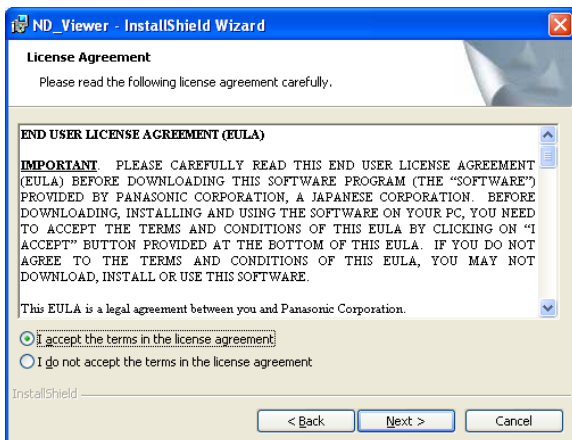 ND_Viewer - InstallShield Wizard
License Agreement
Please read the following license agreement carefully.
END USER LICENSE AGREEMENT (EULA)
IMPORTANT. PLEASE CAREFULLY READ THIS END USER LICENSE AGREEMENT
(EULA) BEFORE DOWNLOADING THIS SOFTWARE PROGRAM (THE “SOFTWARE”)
PROVIDED BY PANASONIC CORPORATION, A JAPANESE CORPORATION. BEFORE
DOWNLOADING, INSTALLING AND USING THE SOFTWARE ON YOUR PC, YOU NEED
TO ACCEPT THE TERMS AND CONDITIONS OF THIS EULA BY CLICKING ON “I
ACCEPT” BUTTON PROVIDED AT THE BOTTOM OF THIS EULA. IF YOU DO NOT
AGREE TO THE TERMS AND CONDITIONS OF THIS EULA, YOU MAY NOT
DOWNLOAD, INSTALL OR USE THIS SOFTWARE.
This EULA is a legal agreement between you and Panasonic Corporation.
I accept the terms in the license agreement
I do not accept the terms in the license agreement
InstallShield
< Back
Next >
Cancel